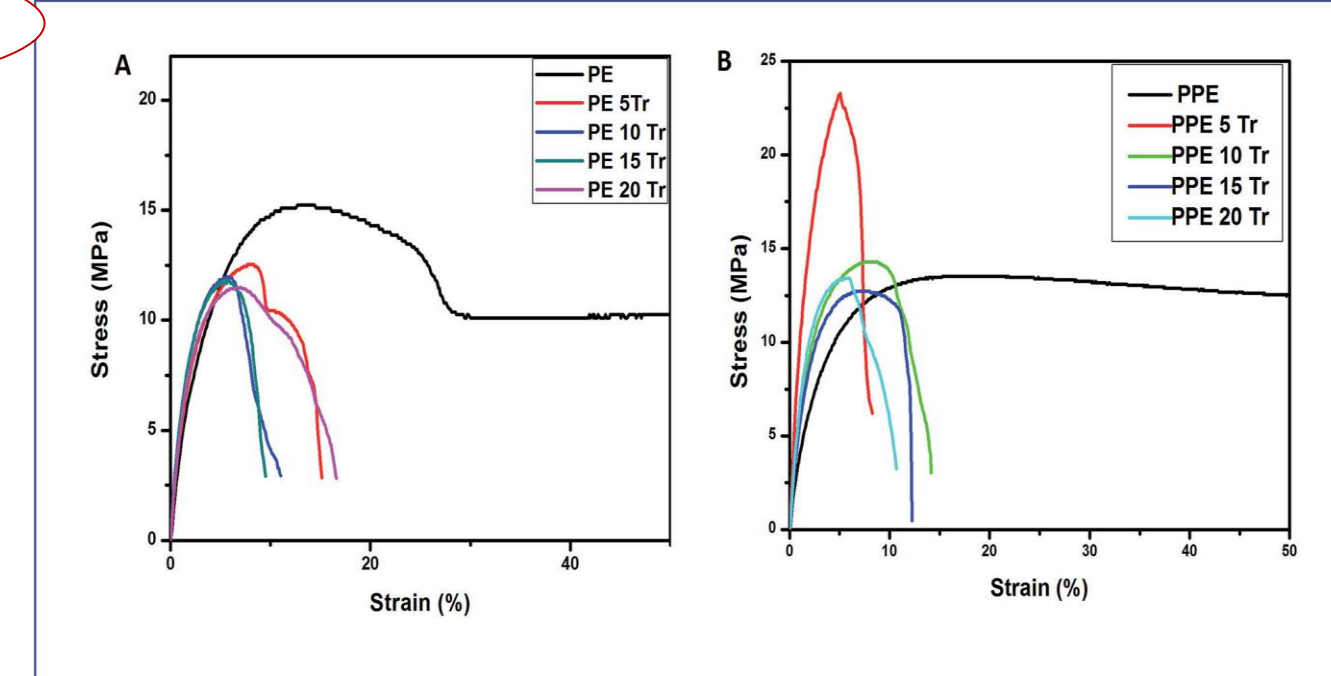 A
PE
PE 5Tr
PE 10 Tr
PE 15 Tr
PE 20 Tr
20
15
10
5
0
0
20
40
Stress (MPa)
Strain (%)
B
PPE
PPE 5 Tr
PPE 10 Tr
PPE 15 Tr
PPE 20 Tr
25
20
15
10
5
0
0
10
20
30
40
50
Stress (MPa)
Strain (%)